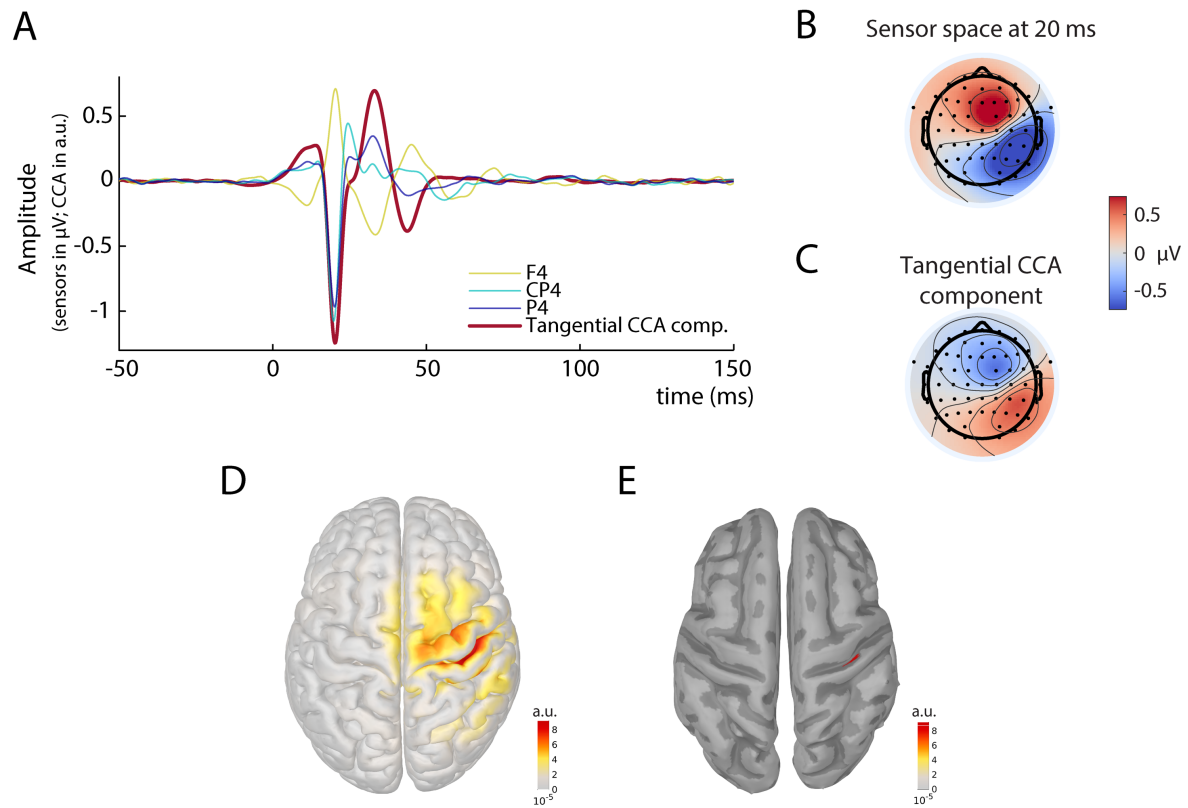 A
Amplitude
(sensors in µV; CCA in a.u.)
0.5
0
-0.5
-1
F4
CP4
P4
Tangential CCA comp.
-50
0
50
100
150
time (ms)
B
Sensor space at 20 ms
0.5
0 µV
-0.5
C
Tangential CCA
component
D
a.u.
8
6
4
2
0
10-5
E
a.u.
8
6
4
2
0
10-5